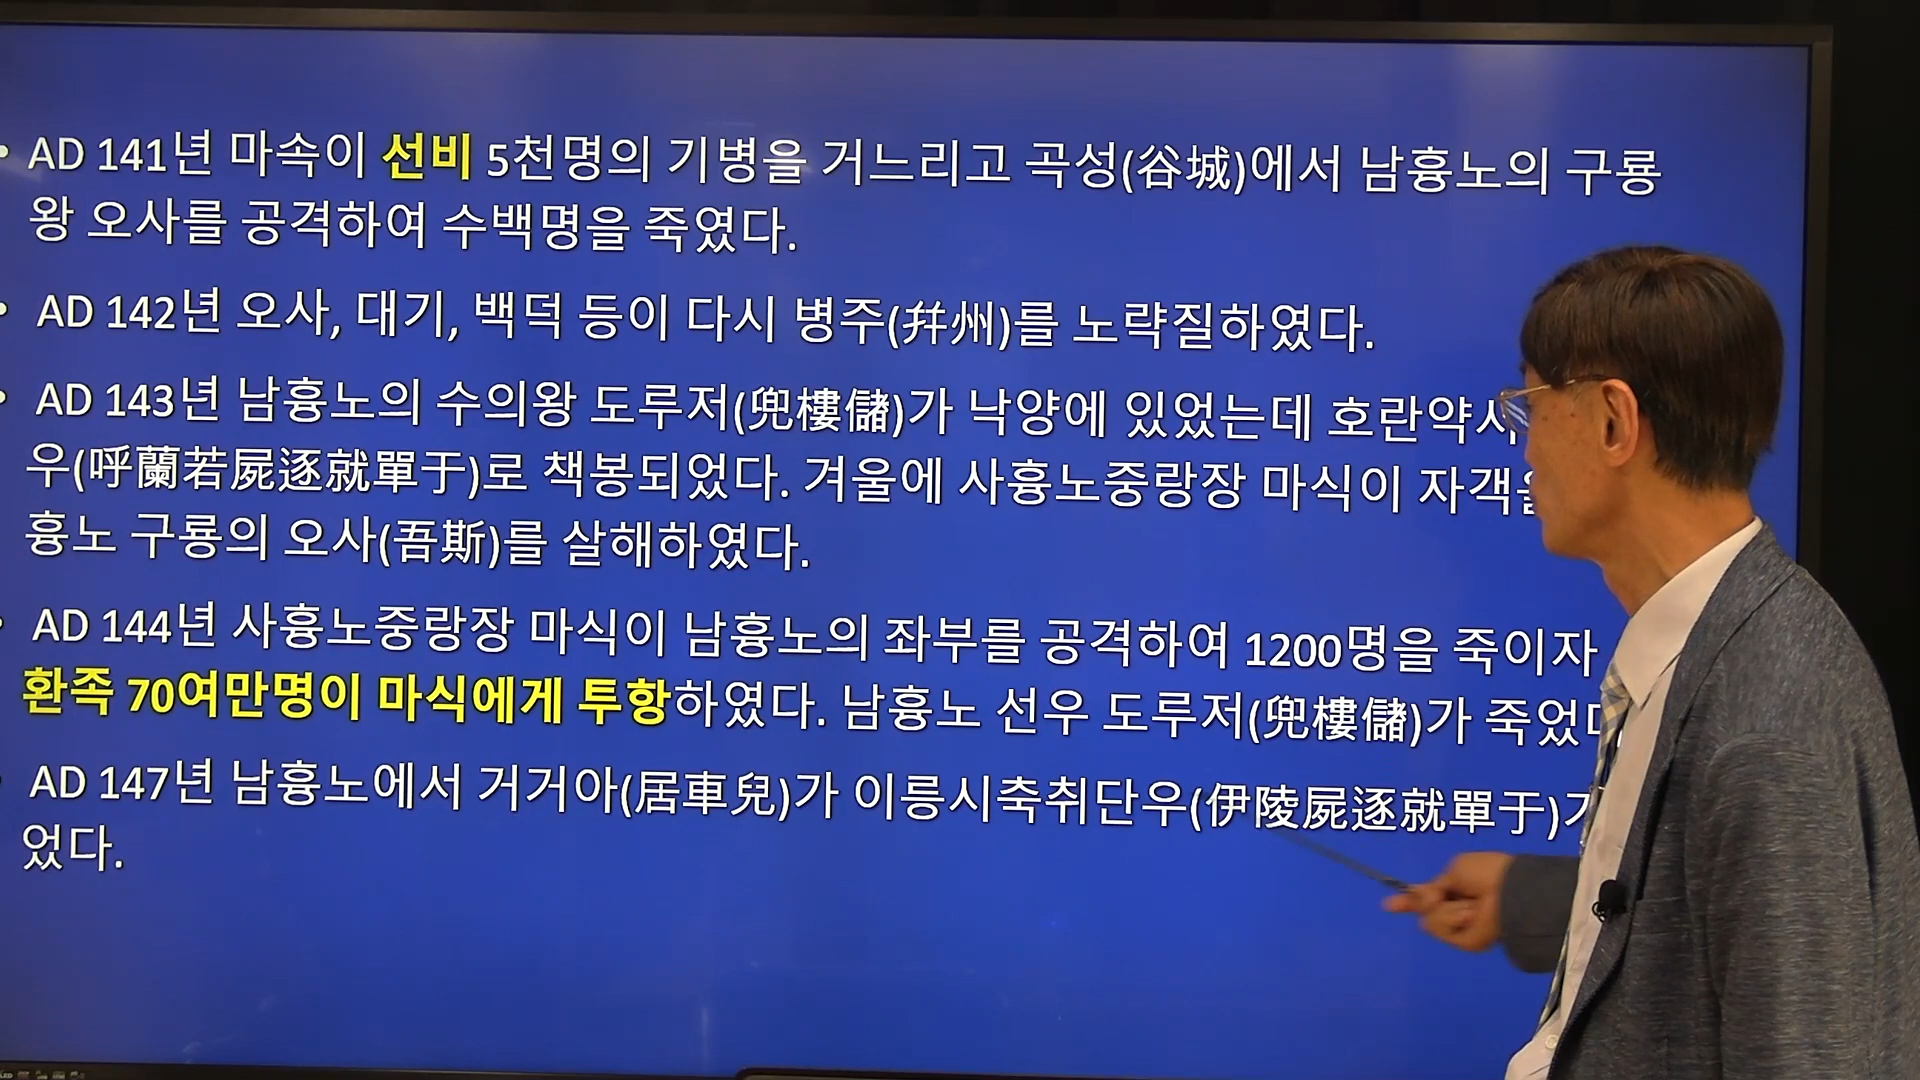 • AD 141년 마속이 선비 5천명의 기병을 거느리고 곡성(谷城)에서 남흉노의 구룡
왕 오사를 공격하여 수백명을 죽였다.
• AD 142년 오사, 대기, 백덕 등이 다시 병주(幷州)를 노략질하였다.
• AD 143년 남흉노의 수의왕 도루저(兜樓儲)가 낙양에 있었는데 호란약시
우(呼蘭若屍逐就單于)로 책봉되었다. 겨울에 사흉노중랑장 마식이 자객을
흉노 구룡의 오사(吾斯)를 살해하였다.
• AD 144년 사흉노중랑장 마식이 남흉노의 좌부를 공격하여 1200명을 죽이자
환족 70여만명이 마식에게 투항하였다. 남흉노 선우 도루저(兜樓儲)가 죽었다
• AD 147년 남흉노에서 거거아(居車兒)가 이릉시축취단우(伊陵屍逐就單于)가
었다.